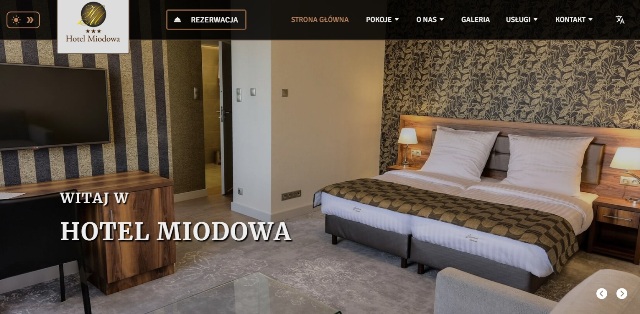 Hotel Miodowa
REZERWACJA
STRONA GŁÓWNA
POKOJE
O NAS
GALERIA
USŁUGI
KONTAKT
WITAJ W
HOTEL MIODOWA